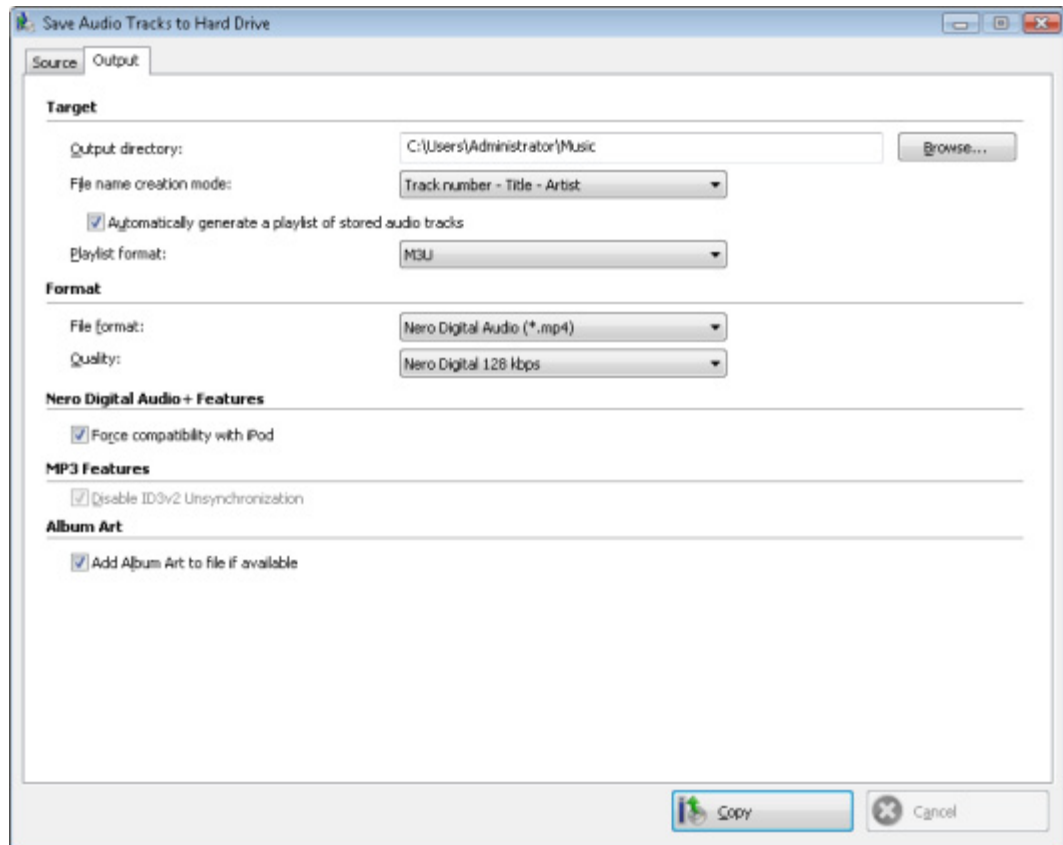 Save Audio Tracks to Hard Drive
Source Output
Target
Output directory: C:\Users\Administrator\Music Browse...
File name creation mode: Track number - Title - Artist
Automatically generate a playlist of stored audio tracks
Playlist format: M3U
Format
File format: Nero Digital Audio (*.mp4)
Quality: Nero Digital 128 kbps
Nero Digital Audio+ Features
Force compatibility with iPod
MP3 Features
Disable ID3v2 Unsynchronization
Album Art
Add Album Art to file if available
Copy Cancel